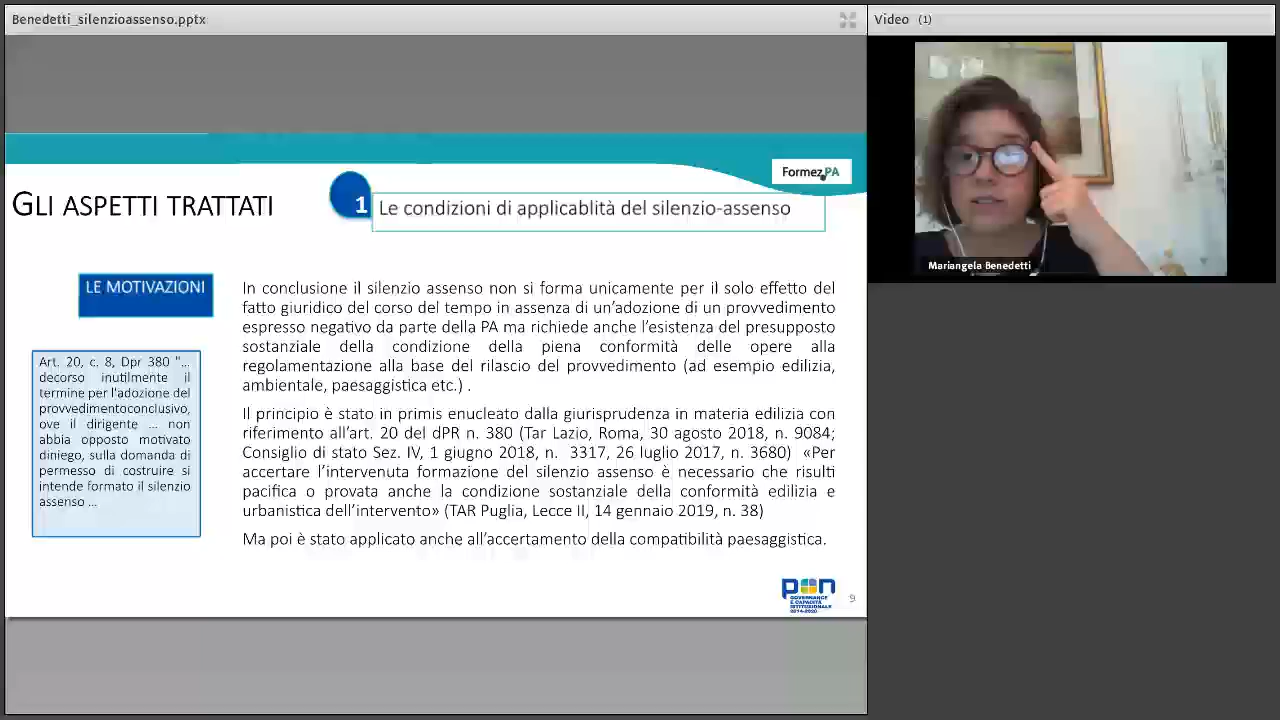 Benedetti_silenzioassenso.pptx
Video (1)
FormezPA
GLI ASPETTI TRATTATI
1
Le condizioni di applicablità del silenzio-assenso
Mariangela Benedetti
LE MOTIVAZIONI
Art. 20, c. 8, Dpr 380 "...
decorso inutilmente il
termine per l'adozione del
provvedimentoconclusivo,
ove il dirigente ... non
abbia opposto motivato
diniego, sulla domanda di
permesso di costruire si
intende formato il silenzio
assenso ...
In conclusione il silenzio assenso non si forma unicamente per il solo effetto del
fatto giuridico del corso del tempo in assenza di un'adozione di un provvedimento
espresso negativo da parte della PA ma richiede anche l'esistenza del presupposto
sostanziale della condizione della piena conformità delle opere alla
regolamentazione alla base del rilascio del provvedimento (ad esempio edilizia,
ambientale, paesaggistica etc.) .
Il principio è stato in primis enucleato dalla giurisprudenza in materia edilizia con
riferimento all'art. 20 del dPR n. 380 (Tar Lazio, Roma, 30 agosto 2018, n. 9084;
Consiglio di stato Sez. IV, 1 giugno 2018, n. 3317, 26 luglio 2017, n. 3680) «Per
accertare l'intervenuta formazione del silenzio assenso è necessario che risulti
pacifica o provata anche la condizione sostanziale della conformità edilizia e
urbanistica dell'intervento» (TAR Puglia, Lecce II, 14 gennaio 2019, n. 38)
Ma poi è stato applicato anche all'accertamento della compatibilità paesaggistica.
pon
GOVERNANCE
E CAPACITÀ
ISTITUZIONALE
2014-2020
9